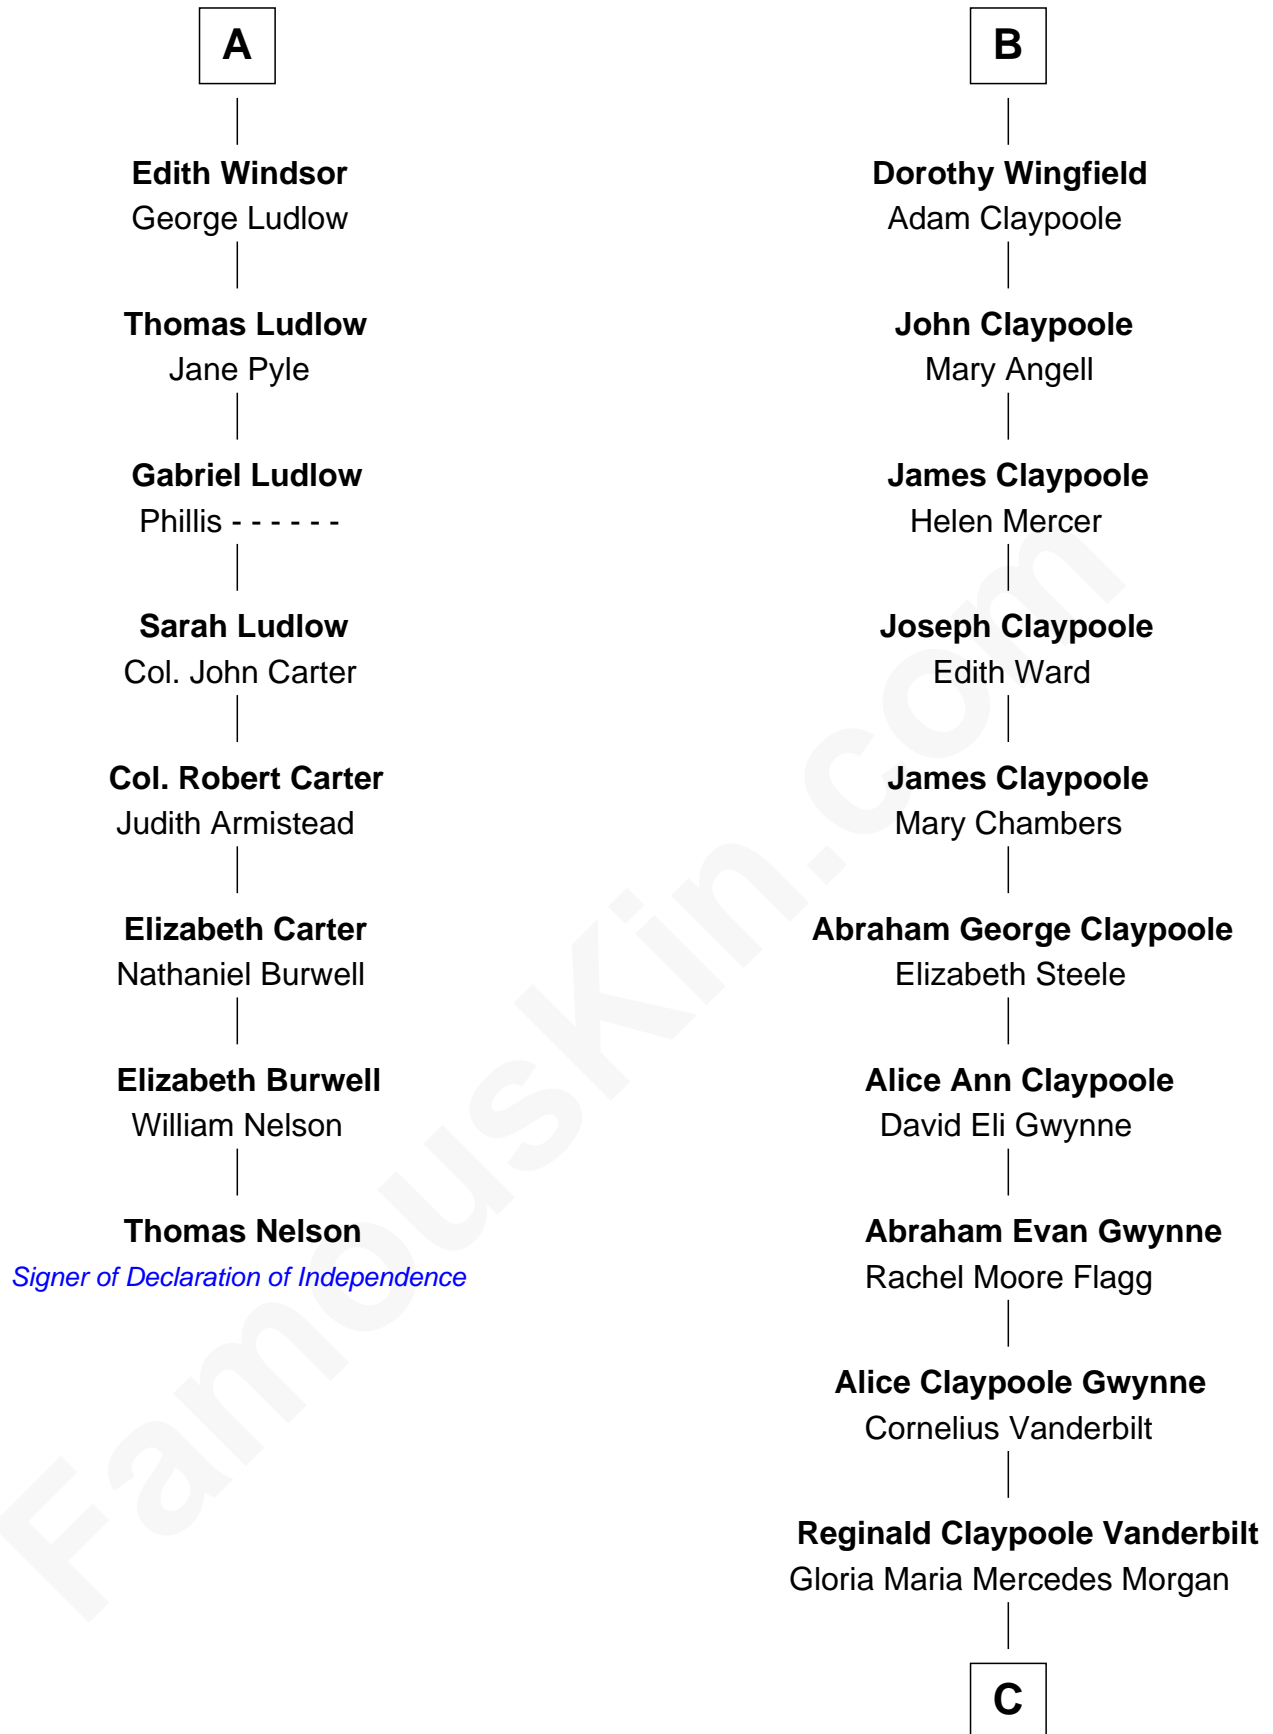 A
Edith Windsor
George Ludlow
Thomas Ludlow
Jane Pyle
Gabriel Ludlow
Phillis - - - - - -
Sarah Ludlow
Col. John Carter
Col. Robert Carter
Judith Armistead
Elizabeth Carter
Nathaniel Burwell
Elizabeth Burwell
William Nelson
Thomas Nelson
Signer of Declaration of Independence
B
Dorothy Wingfield
Adam Claypoole
John Claypoole
Mary Angell
James Claypoole
Helen Mercer
Joseph Claypoole
Edith Ward
James Claypoole
Mary Chambers
Abraham George Claypoole
Elizabeth Steele
Alice Ann Claypoole
David Eli Gwynne
Abraham Evan Gwynne
Rachel Moore Flagg
Alice Claypoole Gwynne
Cornelius Vanderbilt
Reginald Claypoole Vanderbilt
Gloria Maria Mercedes Morgan
C
FamousKin.com